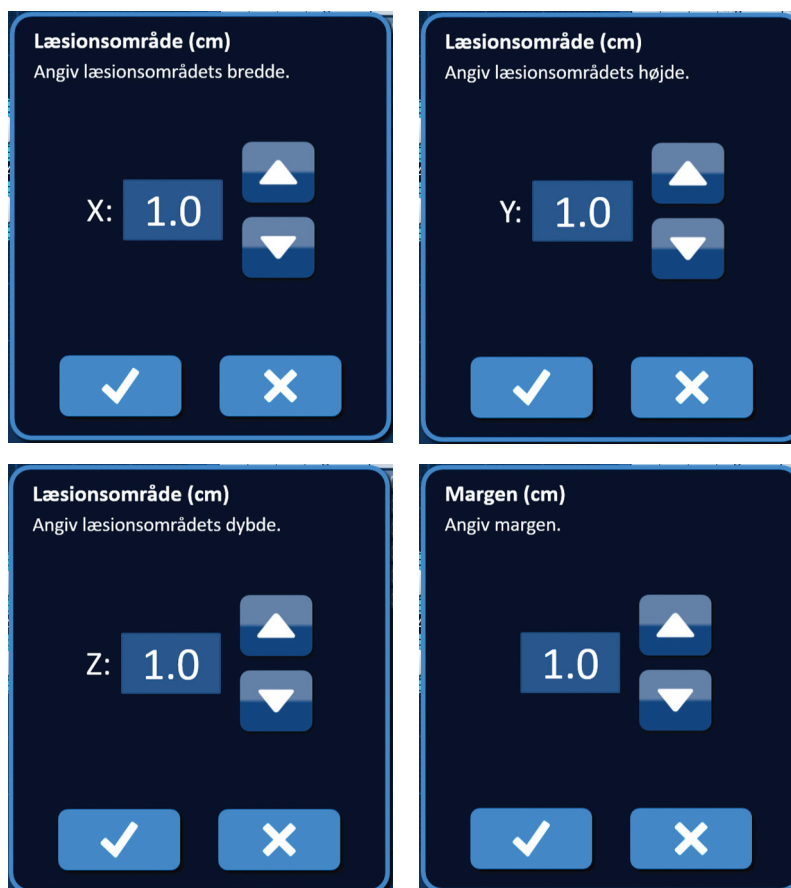 Læsionsområde (cm)
Angiv læsionsområdets bredde.
X: 1.0
Læsionsområde (cm)
Angiv læsionsområdets højde.
Y: 1.0
Læsionsområde (cm)
Angiv læsionsområdets dybde.
Z: 1.0
Margen (cm)
Angiv margen.
1.0